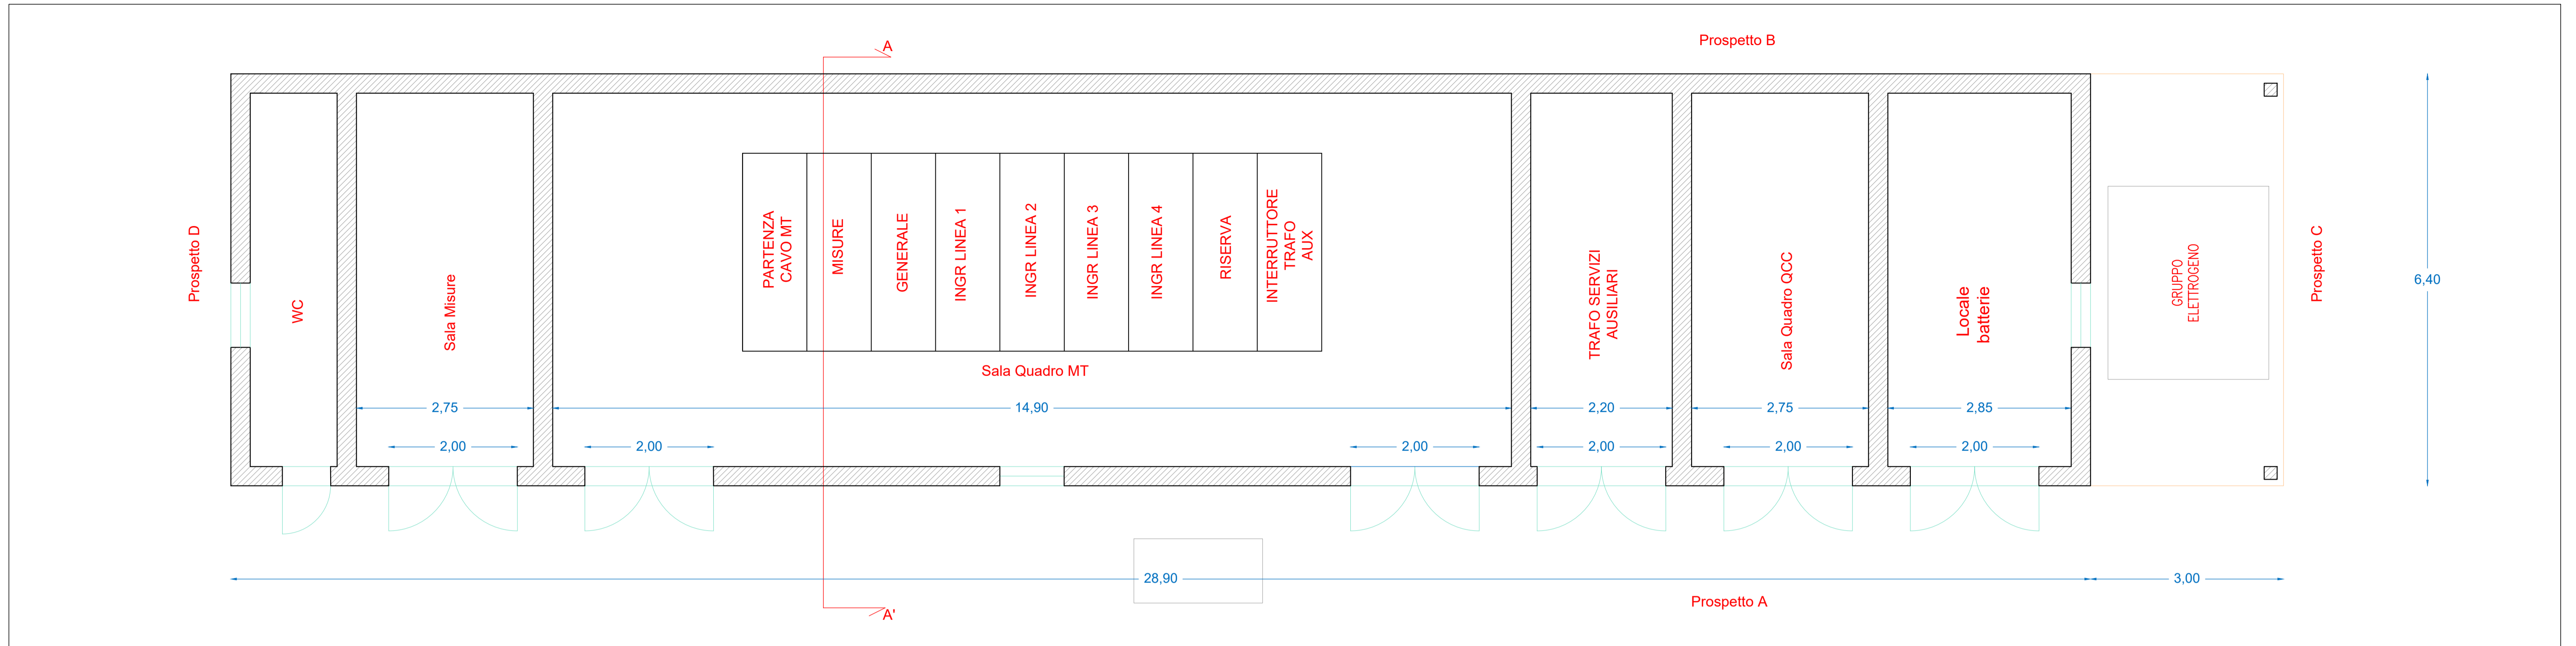 A
Prospetto B
Prospetto D
WC
Sala Misure
PARTENZA
CAVO MT
MISURE
GENERALE
INGR LINEA 1
INGR LINEA 2
INGR LINEA 3
INGR LINEA 4
RISERVA
INTERRUTTORE
TRAFO
AUX
Sala Quadro MT
TRAFO SERVIZI
AUSILIARI
Sala Quadro QCC
Locale
batterie
GRUPPO
ELETTROGENO
Prospetto C
6,40
2,75
14,90
2,20
2,75
2,85
2,00
2,00
2,00
2,00
2,00
2,00
28,90
3,00
Prospetto A
A'